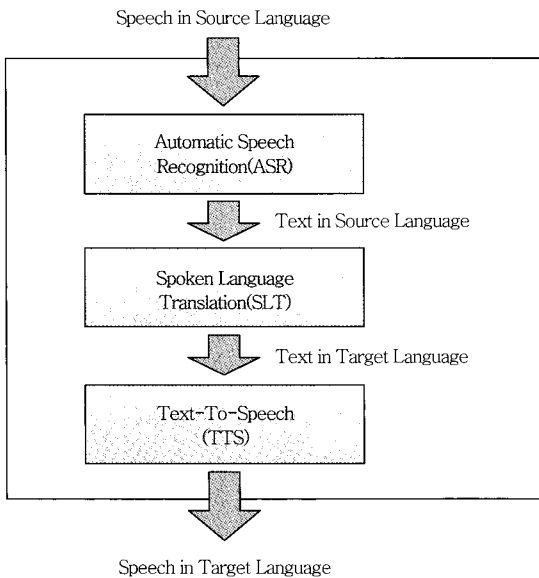 Speech in Source Language
Automatic Speech
Recognition(ASR)
Text in Source Language
Spoken Language
Translation(SLT)
Text in Target Language
Text-To-Speech
(TTS)
Speech in Target Language